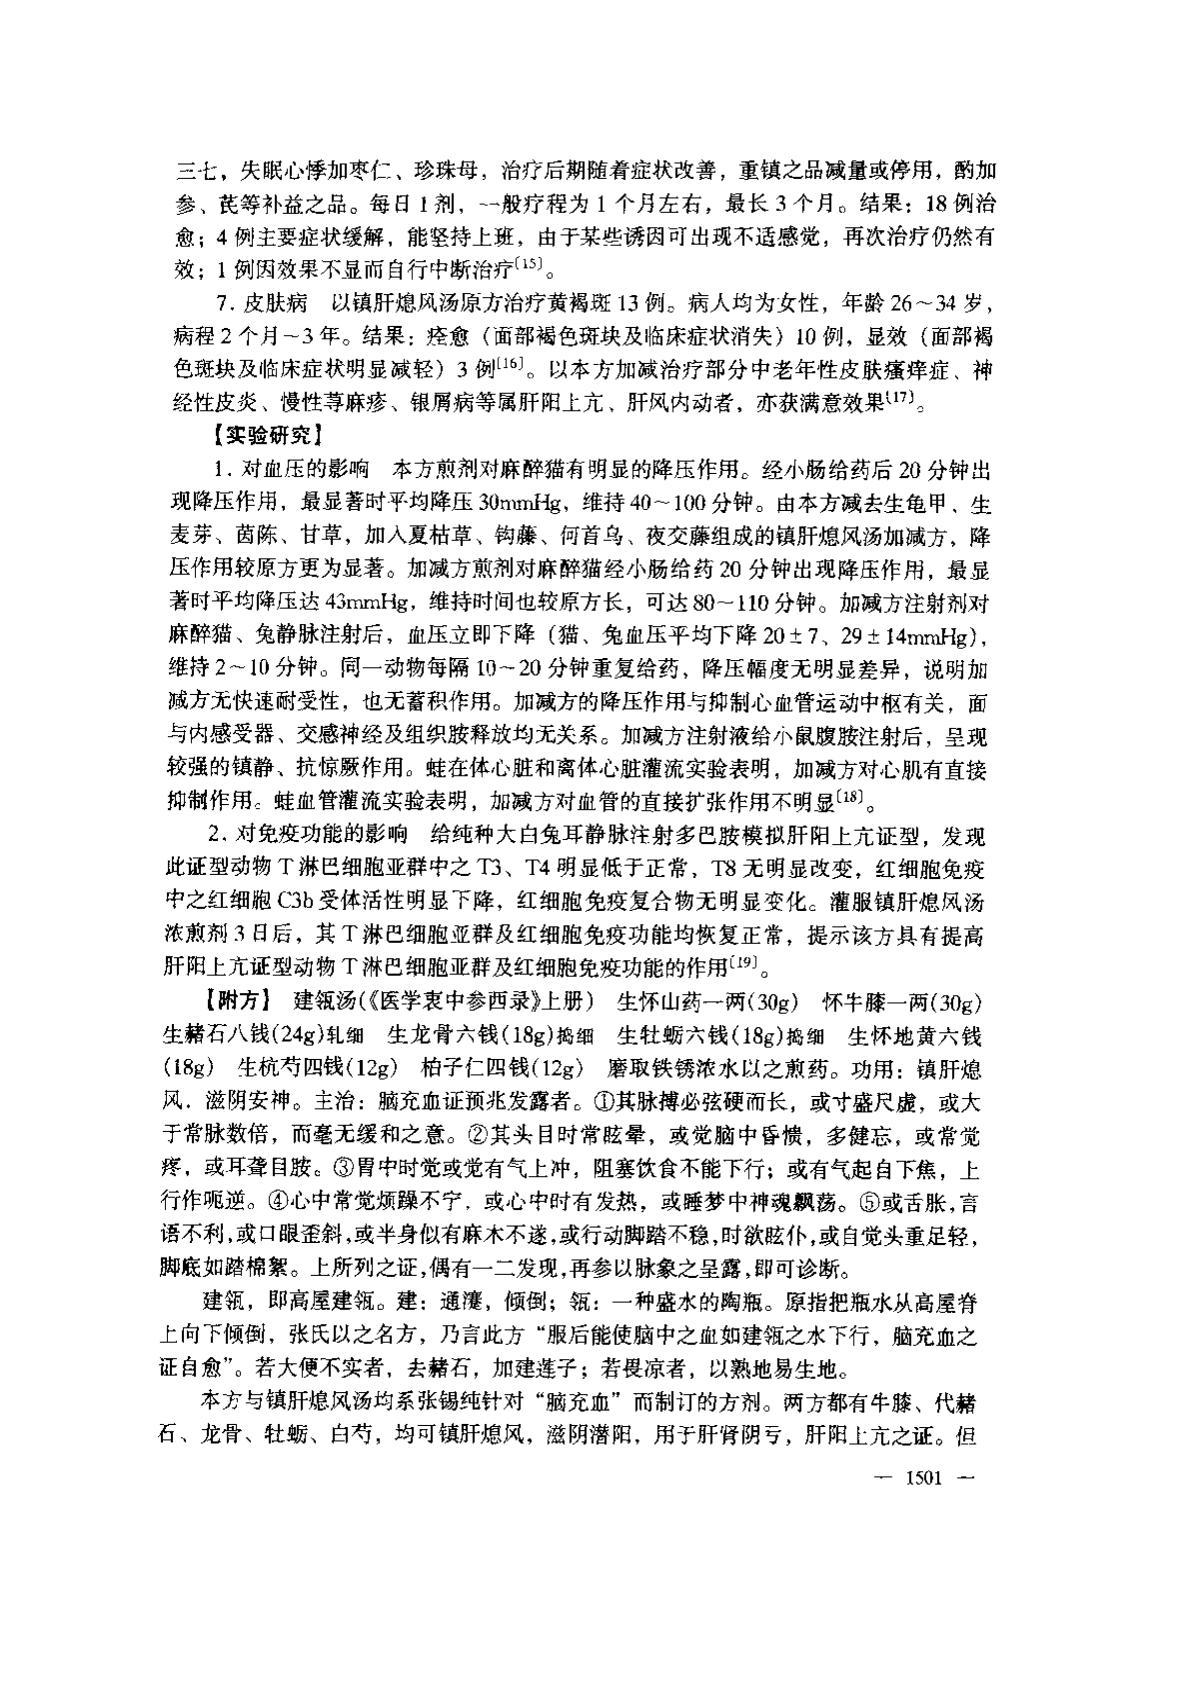 三七，失眠心悸加枣仁、珍珠母，治疗后期随着症状改善，重镇之品减量或停用，酌加
参、芪等补益之品。每日1剂，一般疗程为1个月左右，最长3个月。结果：18例治
愈；4例主要症状缓解，能坚持上班，由于某些诱因可出现不适感觉，再次治疗仍然有
效；1例因效果不显而自行中断治疗〔15〕。
7. 皮肤病　以镇肝熄风汤原方治疗黄褐斑13例。病人均为女性，年龄26～34岁，
病程2个月～3年。结果：痊愈（面部褐色斑块及临床症状消失）10例，显效（面部褐
色斑块及临床症状明显减轻）3例〔16〕。以本方加减治疗部分中老年性皮肤瘙痒症、神
经性皮炎、慢性荨麻疹、银屑病等属肝阳上亢、肝风内动者，亦获满意效果〔17〕。
【实验研究】
1. 对血压的影响　本方煎剂对麻醉猫有明显的降压作用。经小肠给药后20分钟出
现降压作用，最显著时平均降压30mmHg，维持40～100分钟。由本方减去生龟甲、生
麦芽、茵陈、甘草，加入夏枯草、钩藤、何首乌、夜交藤组成的镇肝熄风汤加减方，降
压作用较原方更为显著。加减方煎剂对麻醉猫经小肠给药20分钟出现降压作用，最显
著时平均降压达43mmHg，维持时间也较原方长，可达80～110分钟。加减方注射剂对
麻醉猫、兔静脉注射后，血压立即下降（猫、兔血压平均下降20±7、29±14mmHg），
维持2～10分钟。同一动物每隔10～20分钟重复给药，降压幅度无明显差异，说明加
减方无快速耐受性，也无蓄积作用。加减方的降压作用与抑制心血管运动中枢有关，面
与内感受器、交感神经及组织胺释放均无关系。加减方注射液给小鼠腹胺注射后，呈现
较强的镇静、抗惊厥作用。蛙在体心脏和离体心脏灌流实验表明，加减方对心肌有直接
抑制作用。蛙血管灌流实验表明，加减方对血管的直接扩张作用不明显〔18〕。
2. 对免疫功能的影响　给纯种大白兔耳静脉注射多巴胺模拟肝阳上亢证型，发现
此证型动物T淋巴细胞亚群中之T3、T4明显低于正常，T8无明显改变，红细胞免疫
中之红细胞C3b受体活性明显下降，红细胞免疫复合物无明显变化。灌服镇肝熄风汤
浓煎剂3日后，其T淋巴细胞亚群及红细胞免疫功能均恢复正常，提示该方具有提高
肝阳上亢证型动物T淋巴细胞亚群及红细胞免疫功能的作用〔19〕。
【附方】　建瓴汤(《医学衷中参西录》上册)　生怀山药一两(30g)　怀牛膝一两(30g)
生赭石八钱(24g)轧细　生龙骨六钱(18g)捣细　生牡蛎六钱(18g)捣细　生怀地黄六钱
(18g)　生杭芍四钱(12g)　柏子仁四钱(12g)　磨取铁锈浓水以之煎药。功用：镇肝熄
风，滋阴安神。主治：脑充血证预兆发露者。①其脉搏必弦硬而长，或寸盛尺虚，或大
于常脉数倍，而毫无缓和之意。②其头目时常眩晕，或觉脑中昏愦，多健忘，或常觉
疼，或耳聋目胀。③胃中时觉或觉有气上冲，阻塞饮食不能下行；或有气起自下焦，上
行作呃逆。④心中常觉烦躁不宁，或心中时有发热，或睡梦中神魂飘荡。⑤或舌胀，言
语不利，或口眼歪斜，或半身似有麻木不遂，或行动脚踏不稳，时欲眩仆，或自觉头重足轻，
脚底如踏棉絮。上所列之证，偶有一二发现，再参以脉象之呈露，即可诊断。
建瓴，即高屋建瓴。建：通瀽，倾倒；瓴：一种盛水的陶瓶。原指把瓶水从高屋脊
上向下倾倒，张氏以之名方，乃言此方“服后能使脑中之血如建瓴之水下行，脑充血之
证自愈”。若大便不实者，去赭石，加建莲子；若畏凉者，以熟地易生地。
本方与镇肝熄风汤均系张锡纯针对“脑充血”而制订的方剂。两方都有牛膝、代赭
石、龙骨、牡蛎、白芍，均可镇肝熄风，滋阴潜阳，用于肝肾阴亏，肝阳上亢之证。但
— 1501 —